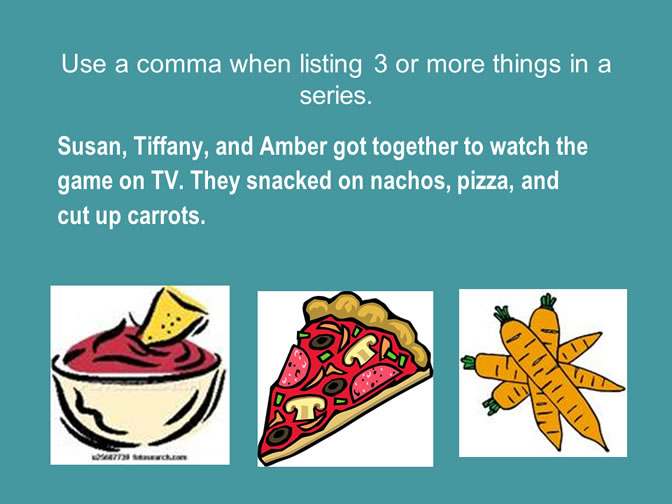 Use a comma when listing 3 or more things in a
series.
Susan, Tiffany, and Amber got together to watch the
game on TV. They snacked on nachos, pizza, and
cut up carrots.
u25687739 fotosearch.com